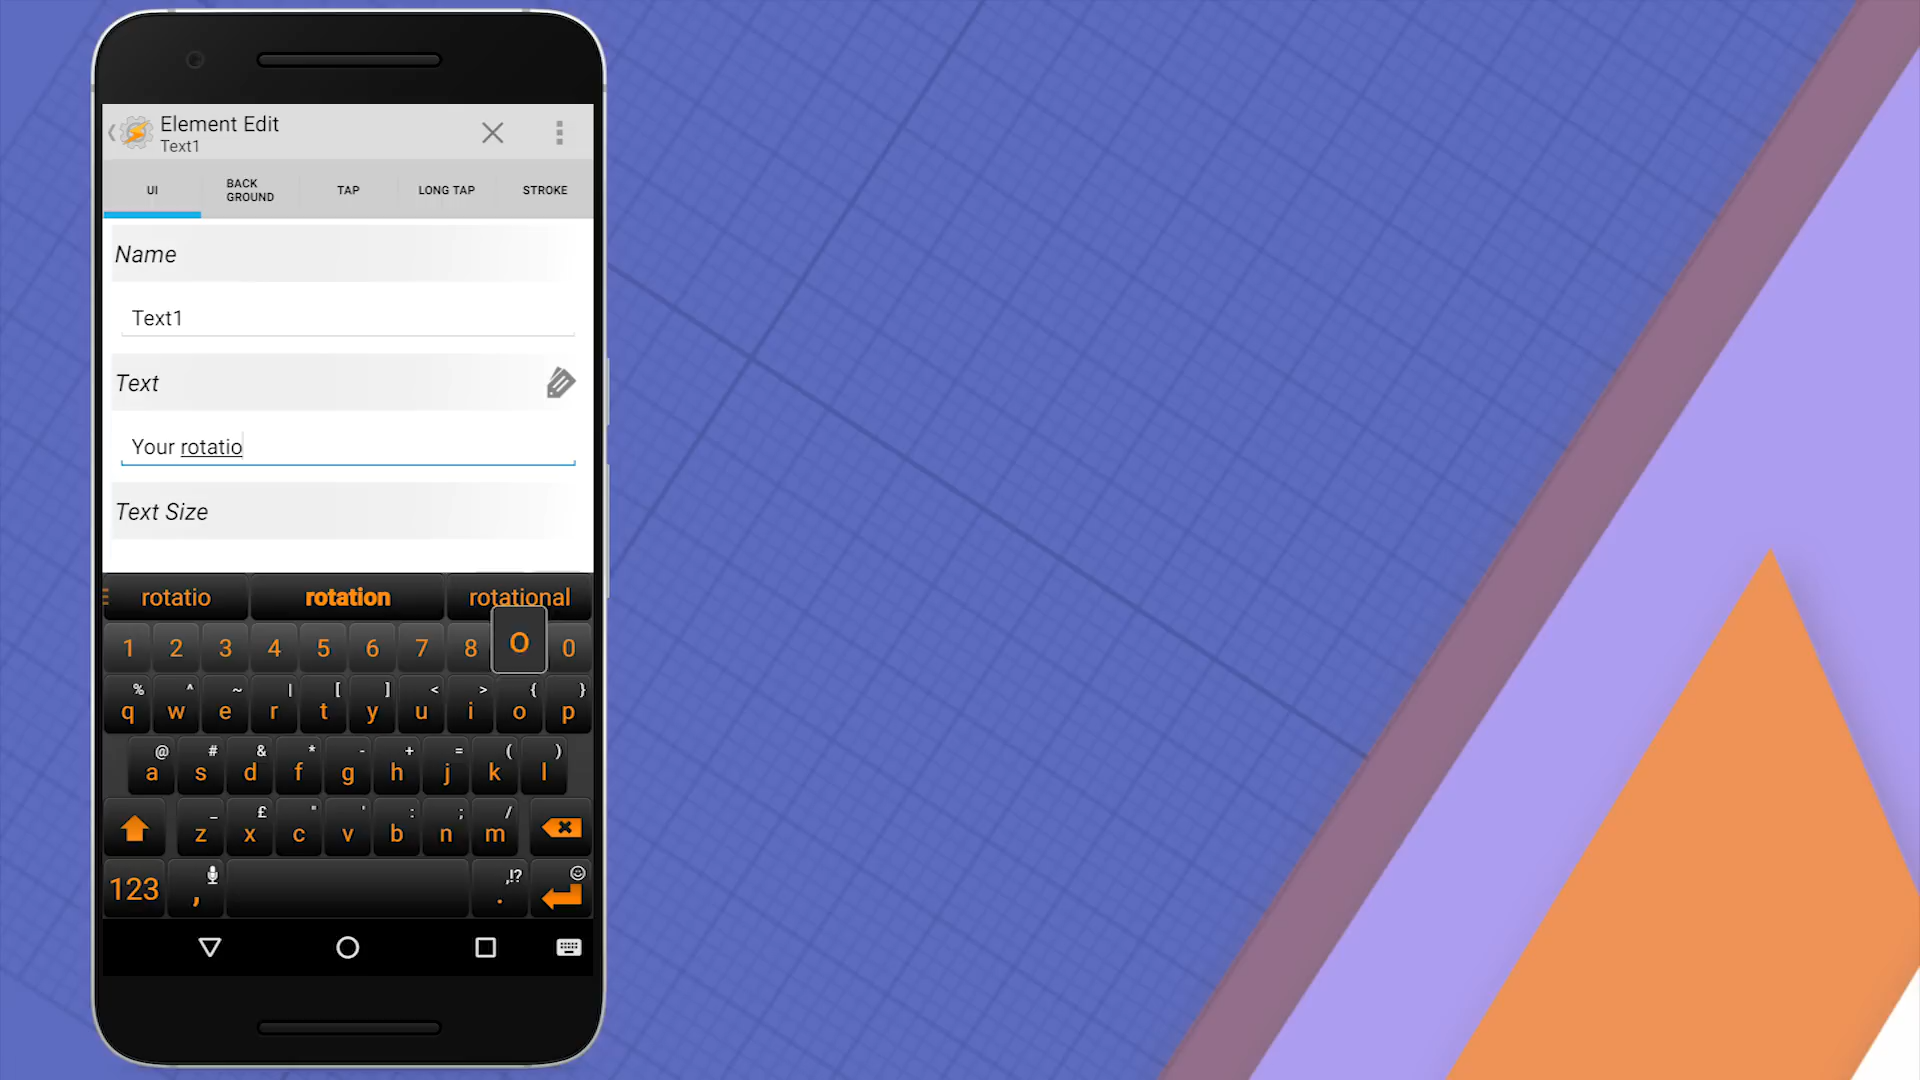 Element Edit
Text1
UI
BACK
GROUND
TAP
LONG TAP
STROKE
Name
Text1
Text
Your rotatio
Text Size
rotatio rotation rotational
1 2 3 4 5 6 7 8 O 0
% ^ ~ | [ ] < > { }
q w e r t y u i o p
@ # & * - + = ( )
a s d f g h j k l
_ £ " ' : ; /
z x c v b n m
123 , ,!? .